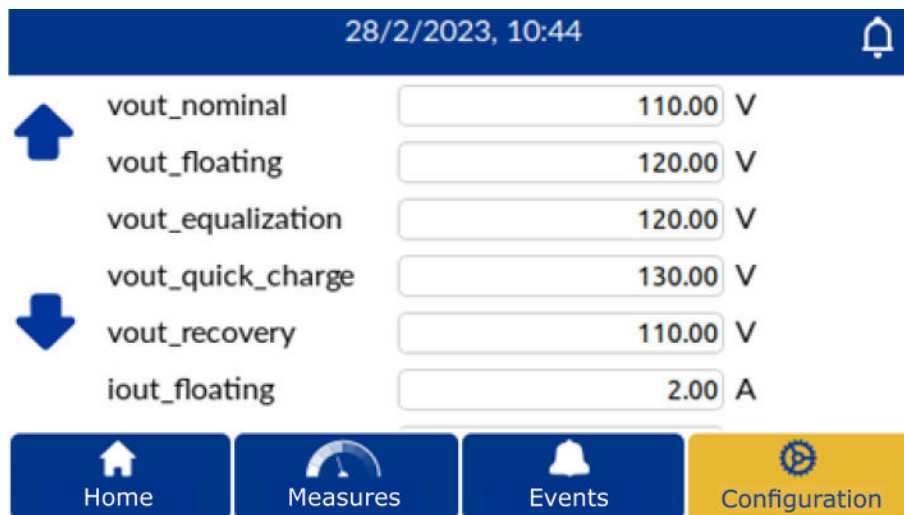 28/2/2023, 10:44
vout_nominal 110.00 V
vout_floating 120.00 V
vout_equalization 120.00 V
vout_quick_charge 130.00 V
vout_recovery 110.00 V
iout_floating 2.00 A
Home Measures Events Configuration